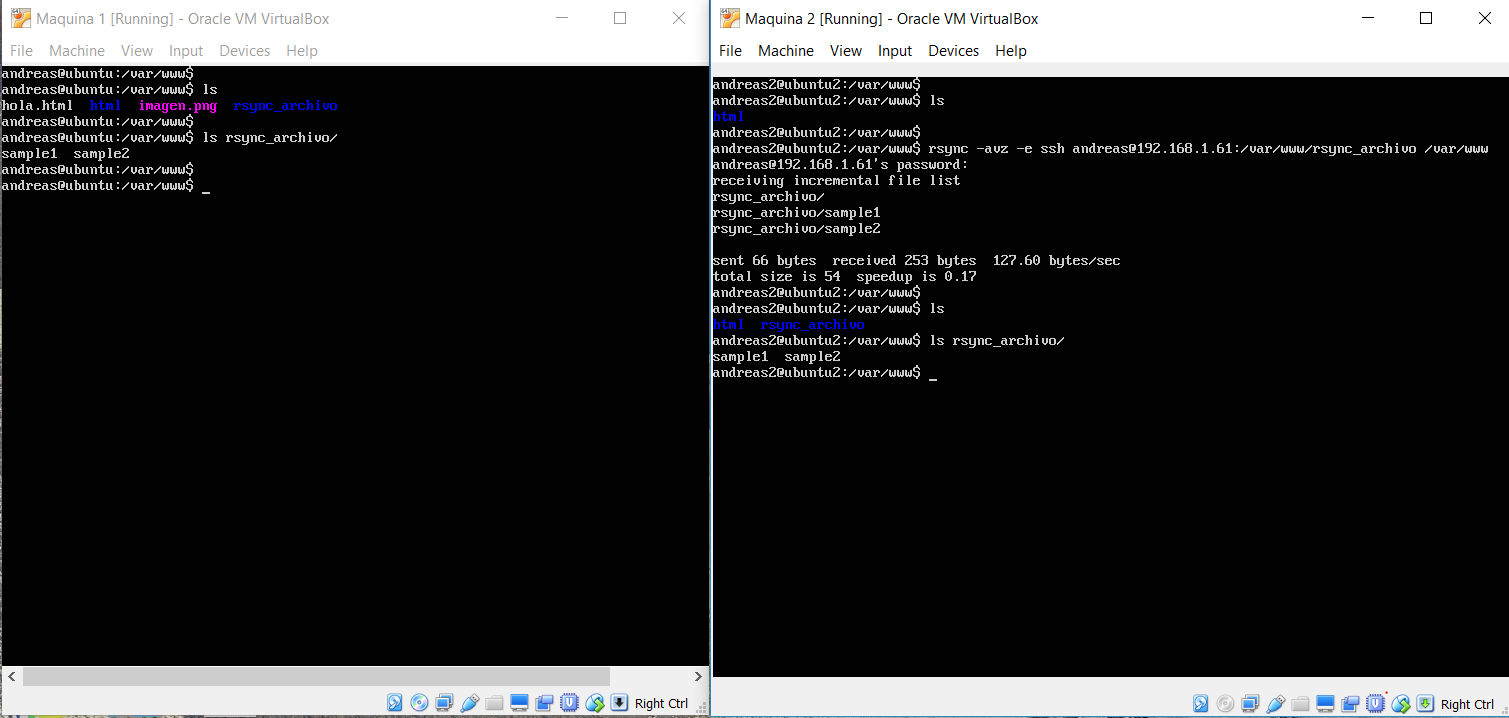 Maquina 1 [Running] - Oracle VM VirtualBox
File Machine View Input Devices Help
andreas@ubuntu:/var/www$
andreas@ubuntu:/var/www$ ls
hola.html html imagen.png rsync_archivo
andreas@ubuntu:/var/www$
andreas@ubuntu:/var/www$ ls rsync_archivo/
sample1 sample2
andreas@ubuntu:/var/www$
andreas@ubuntu:/var/www$ _
Right Ctrl
Maquina 2 [Running] - Oracle VM VirtualBox
File Machine View Input Devices Help
andreas2@ubuntu2:/var/www$
andreas2@ubuntu2:/var/www$ ls
html
andreas2@ubuntu2:/var/www$
andreas2@ubuntu2:/var/www$ rsync -avz -e ssh andreas@192.168.1.61:/var/www/rsync_archivo /var/www
andreas@192.168.1.61's password:
receiving incremental file list
rsync_archivo/
rsync_archivo/sample1
rsync_archivo/sample2
sent 66 bytes received 253 bytes 127.60 bytes/sec
total size is 54 speedup is 0.17
andreas2@ubuntu2:/var/www$
andreas2@ubuntu2:/var/www$ ls
html rsync_archivo
andreas2@ubuntu2:/var/www$ ls rsync_archivo/
sample1 sample2
andreas2@ubuntu2:/var/www$ _
Right Ctrl